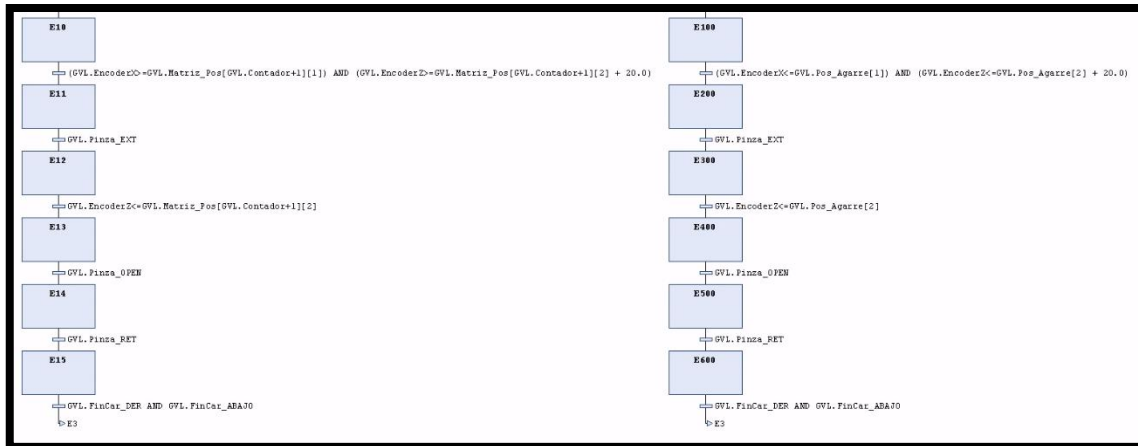 E10
(GVL.EncoderX>=GVL.Matriz_Pos[GVL.Contador+1][1]) AND (GVL.EncoderZ>=GVL.Matriz_Pos[GVL.Contador+1][2] + 20.0)
E11
GVL.Pinza_EXT
E12
GVL.EncoderZ<=GVL.Matriz_Pos[GVL.Contador+1][2]
E13
GVL.Pinza_OPEN
E14
GVL.Pinza_RET
E15
GVL.FinCar_DER AND GVL.FinCar_ABAJO
E3
E100
(GVL.EncoderX<=GVL.Pos_Agarre[1]) AND (GVL.EncoderZ<=GVL.Pos_Agarre[2] + 20.0)
E200
GVL.Pinza_EXT
E300
GVL.EncoderZ<=GVL.Pos_Agarre[2]
E400
GVL.Pinza_OPEN
E500
GVL.Pinza_RET
E600
GVL.FinCar_DER AND GVL.FinCar_ABAJO
E3